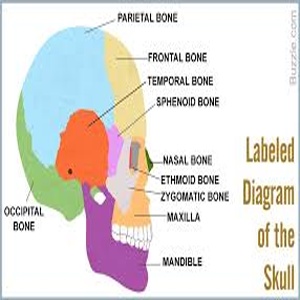 PARIETAL BONE
FRONTAL BONE
TEMPORAL BONE
SPHENOID BONE
NASAL BONE
ETHMOID BONE
ZYGOMATIC BONE
MAXILLA
MANDIBLE
OCCIPITAL
BONE
Labeled
Diagram
of the
Skull
Buzzle.com